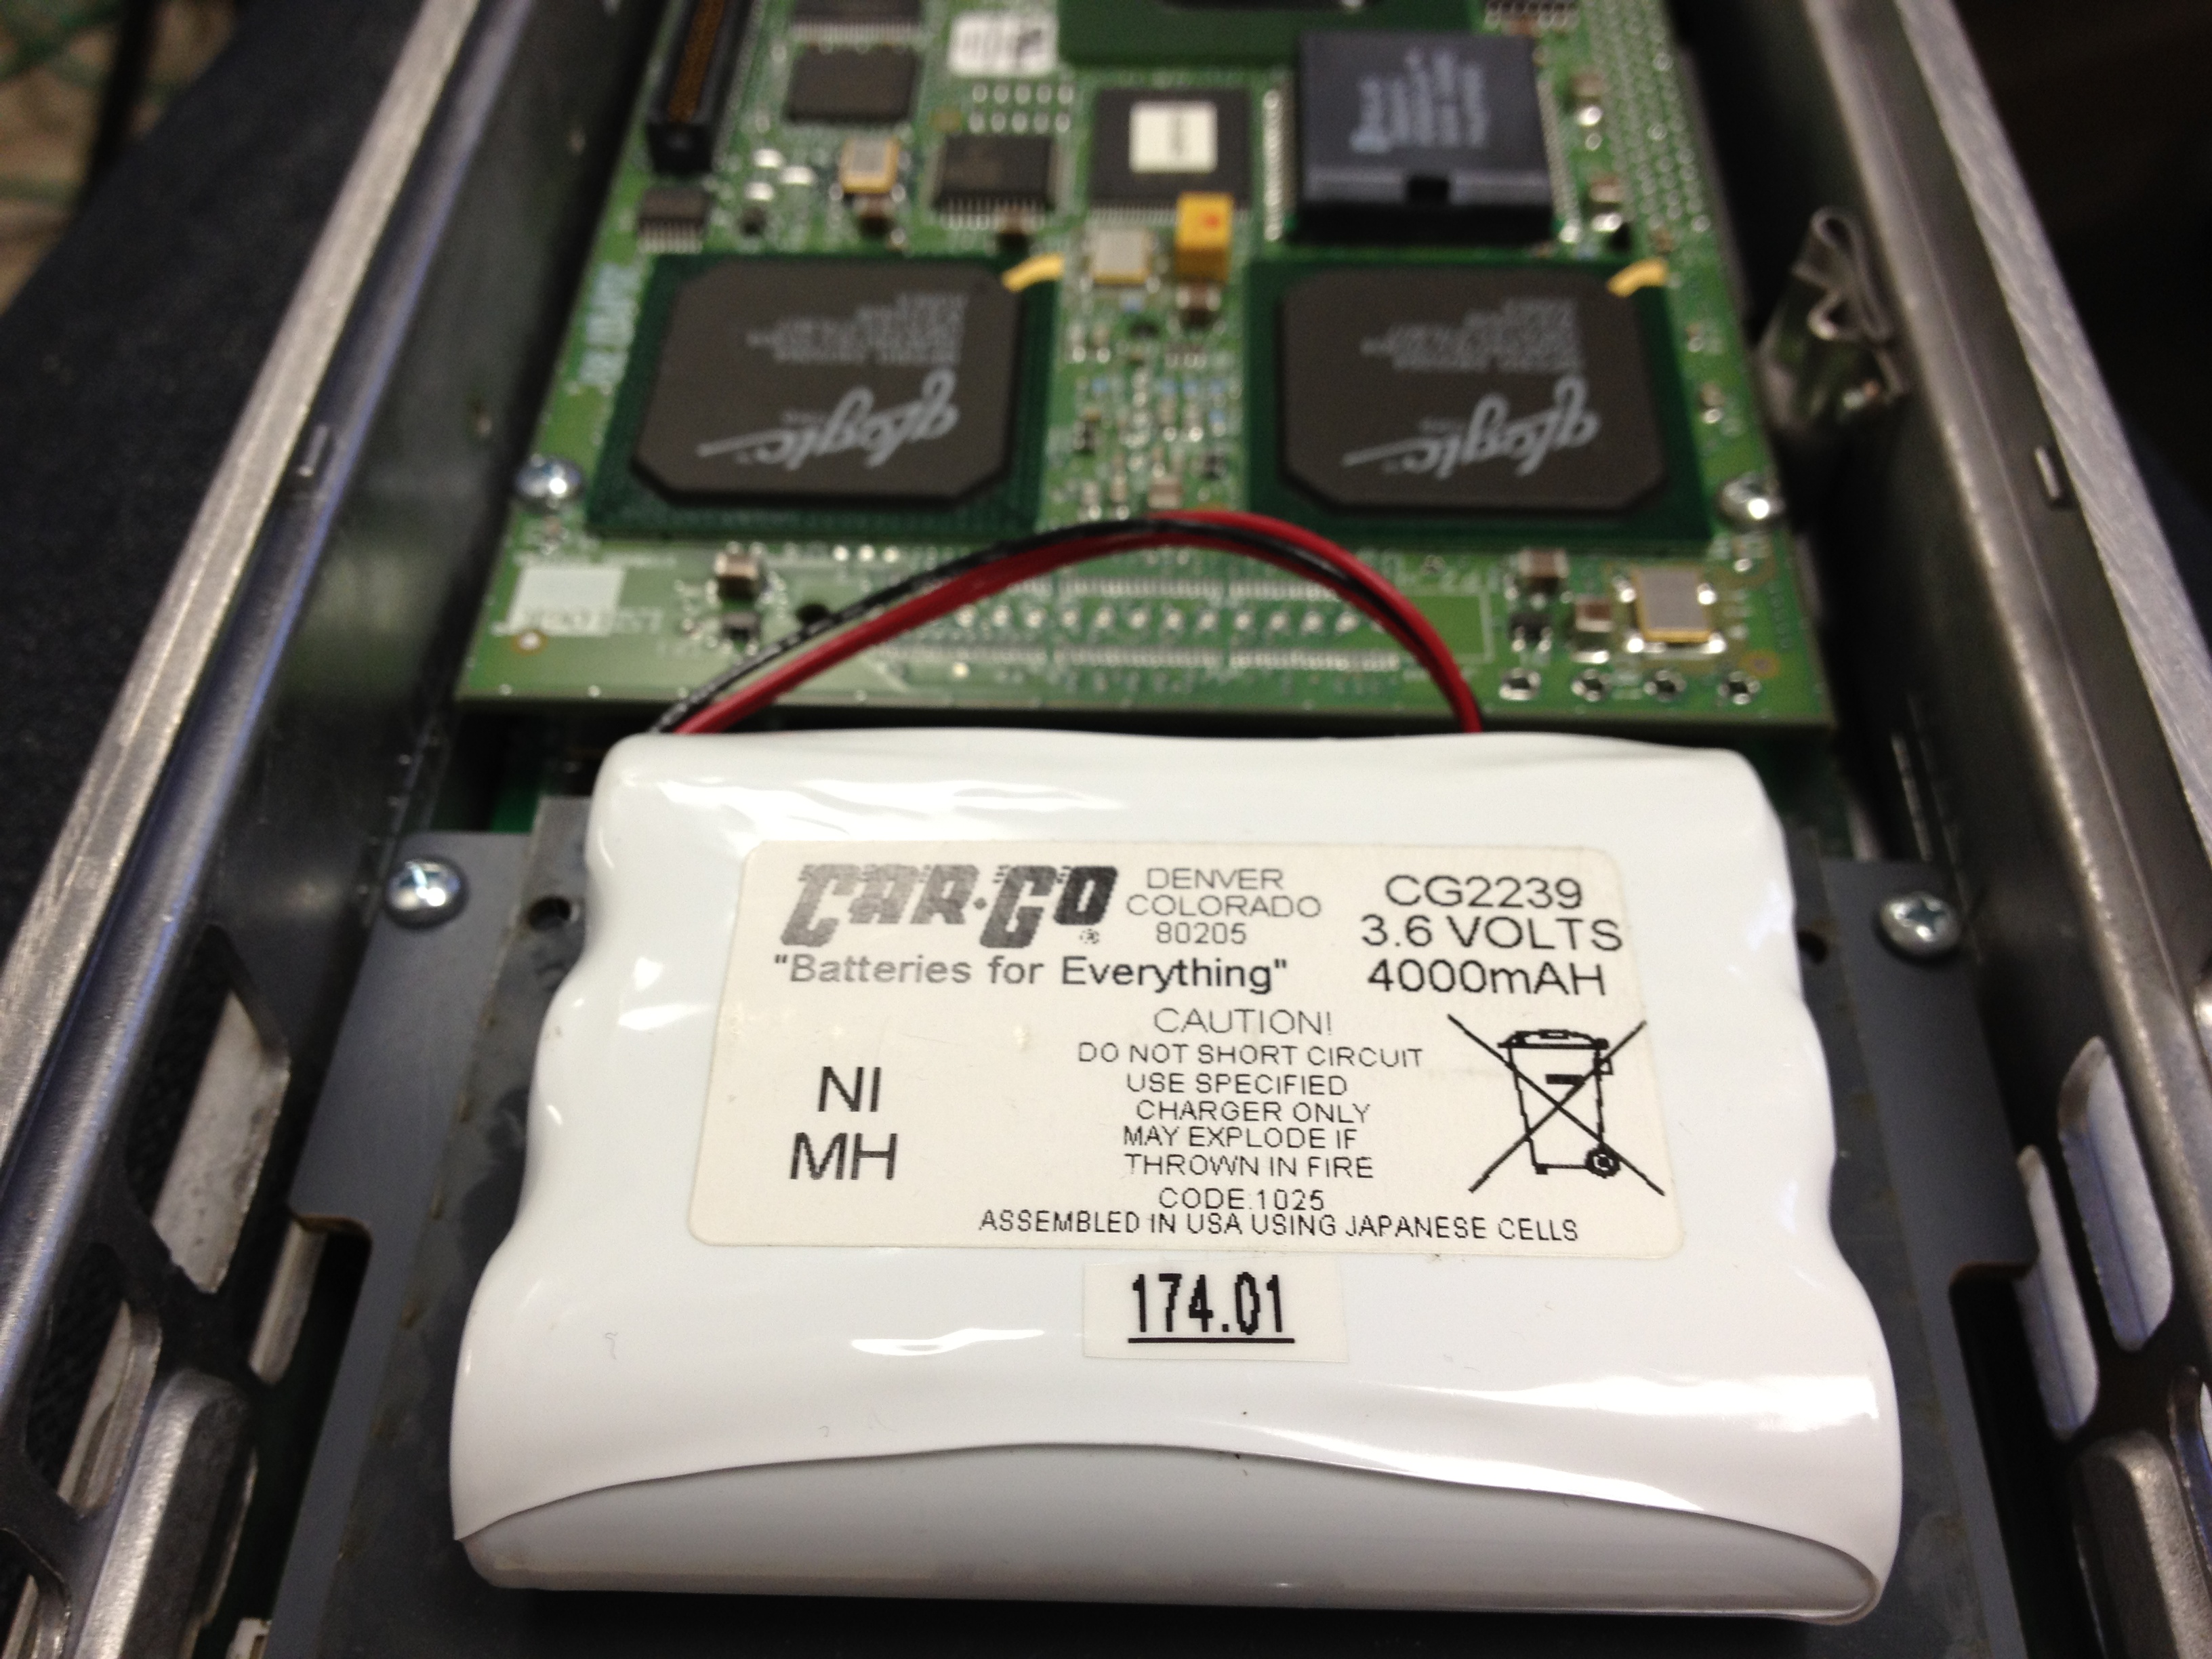 qlogic
qlogic
CAR·GO ®
DENVER
COLORADO
80205
"Batteries for Everything"
CG2239
3.6 VOLTS
4000mAH
NI
MH
CAUTION!
DO NOT SHORT CIRCUIT
USE SPECIFIED
CHARGER ONLY
MAY EXPLODE IF
THROWN IN FIRE
CODE:1025
ASSEMBLED IN USA USING JAPANESE CELLS
174.01